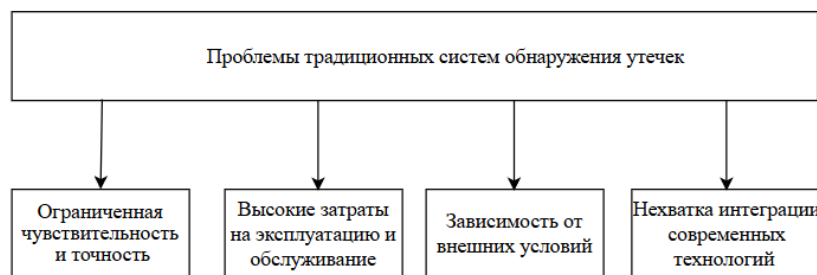 Проблемы традиционных систем обнаружения утечек
Ограниченная
чувствительность
и точность
Высокие затраты
на эксплуатацию и
обслуживание
Зависимость от
внешних условий
Нехватка интеграции
современных
технологий